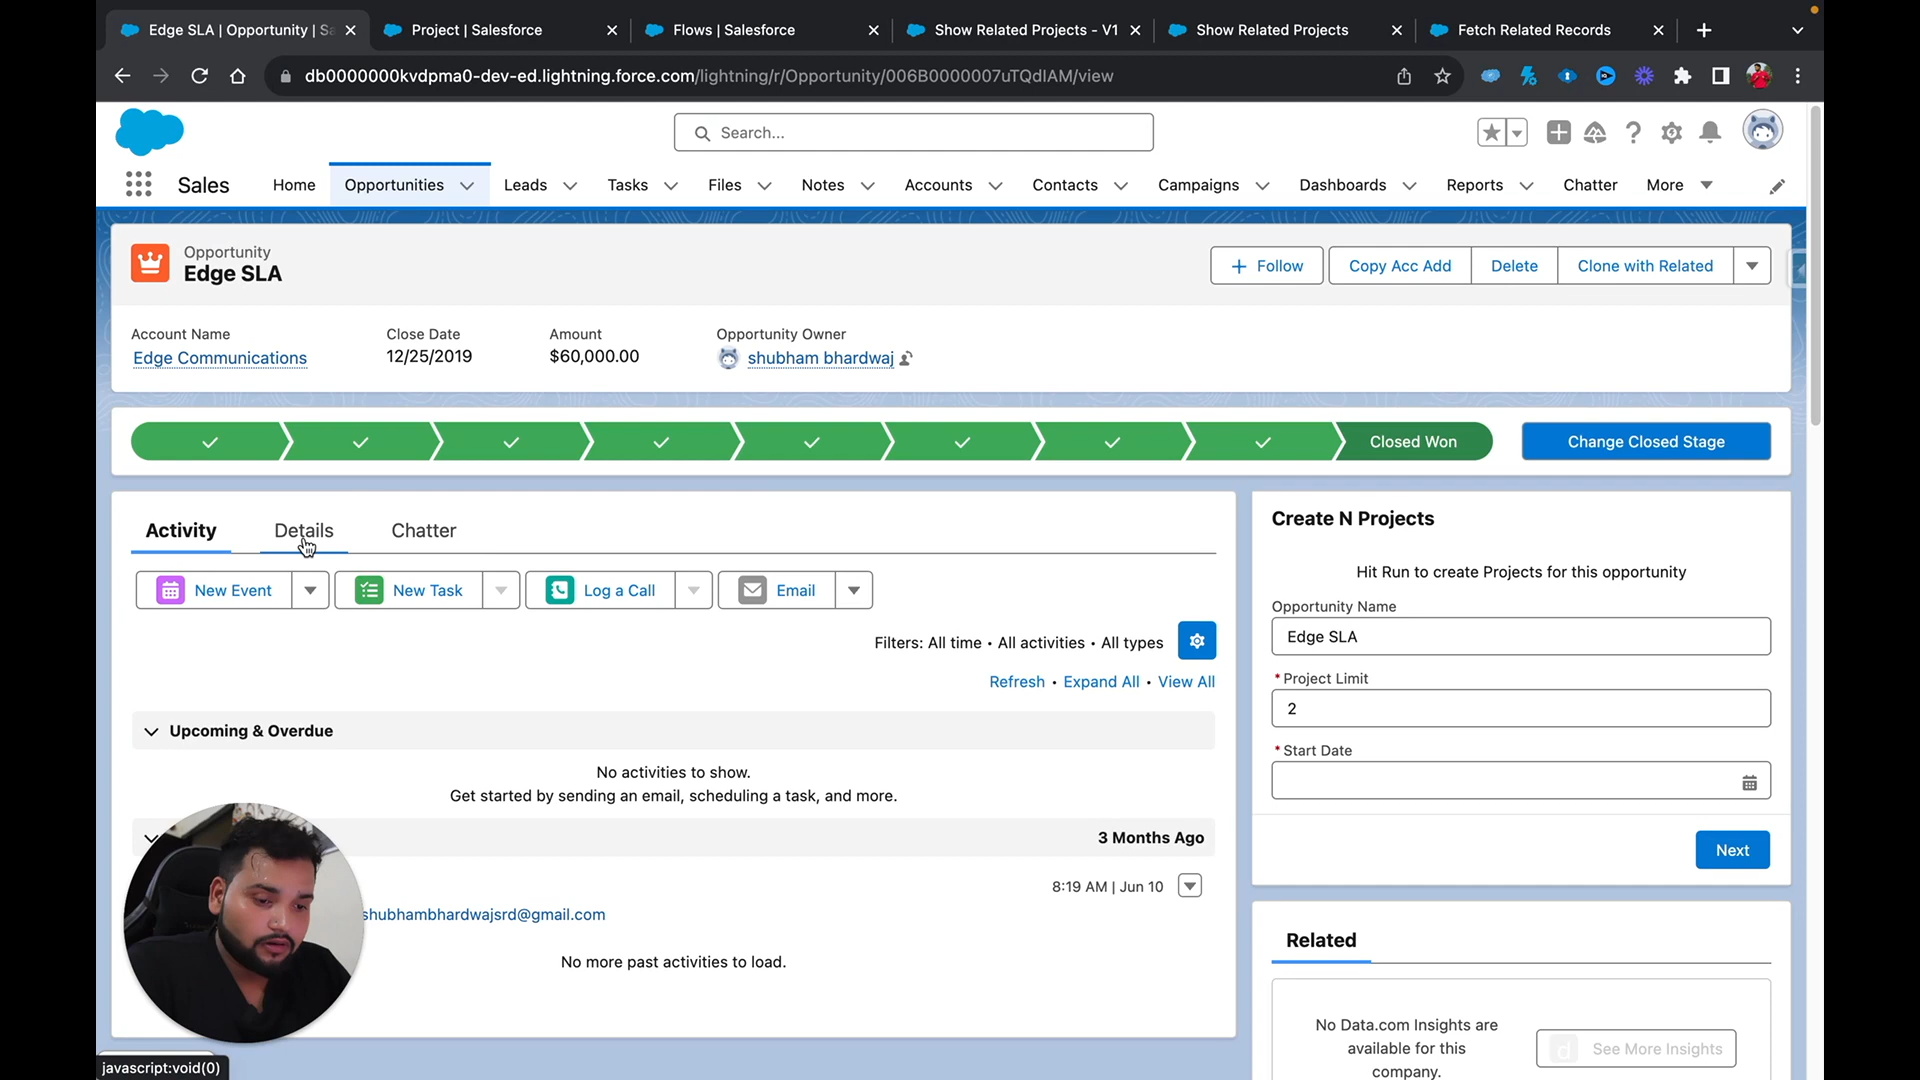 Edge SLA | Opportunity | Sa
Project | Salesforce
Flows | Salesforce
Show Related Projects - V1
Show Related Projects
Fetch Related Records
db0000000kvdpma0-dev-ed.lightning.force.com/lightning/r/Opportunity/006B0000007uTQdIAM/view
Search...
Sales
Home
Opportunities
Leads
Tasks
Files
Notes
Accounts
Contacts
Campaigns
Dashboards
Reports
Chatter
More
Opportunity
Edge SLA
+ Follow
Copy Acc Add
Delete
Clone with Related
Account Name
Edge Communications
Close Date
12/25/2019
Amount
$60,000.00
Opportunity Owner
shubham bhardwaj
Closed Won
Change Closed Stage
Activity
Details
Chatter
New Event
New Task
Log a Call
Email
Filters: All time • All activities • All types
Refresh • Expand All • View All
Upcoming & Overdue
No activities to show.
Get started by sending an email, scheduling a task, and more.
3 Months Ago
8:19 AM | Jun 10
shubhambhardwajsrd@gmail.com
No more past activities to load.
Create N Projects
Hit Run to create Projects for this opportunity
Opportunity Name
Edge SLA
*Project Limit
2
*Start Date
Next
Related
No Data.com Insights are
available for this
company.
d See More Insights
javascript:void(0)